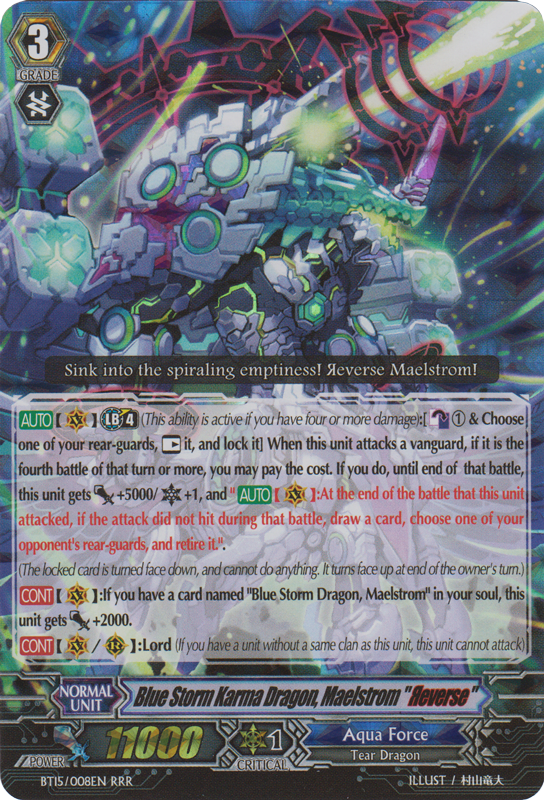 3
GRADE
Sink into the spiraling emptiness! Яeverse Maelstrom!
AUTO【 】LB 4 (This ability is active if you have four or more damage):[ ① & Choose
one of your rear-guards, it, and lock it] When this unit attacks a vanguard, if it is the
fourth battle of that turn or more, you may pay the cost. If you do, until end of that battle,
this unit gets +5000/ +1, and " AUTO【 】:At the end of the battle that this unit
attacked, if the attack did not hit during that battle, draw a card, choose one of your
opponent's rear-guards, and retire it.".
(The locked card is turned face down, and cannot do anything. It turns face up at end of the owner's turn.)
CONT【 】:If you have a card named "Blue Storm Dragon, Maelstrom" in your soul, this
unit gets +2000.
CONT【 / 】:Lord (If you have a unit without a same clan as this unit, this unit cannot attack)
NORMAL
UNIT
Blue Storm Karma Dragon, Maelstrom "Яeverse"
POWER 11000
1
CRITICAL
Aqua Force
Tear Dragon
BT15/008EN RRR
ILLUST / 村山竜大